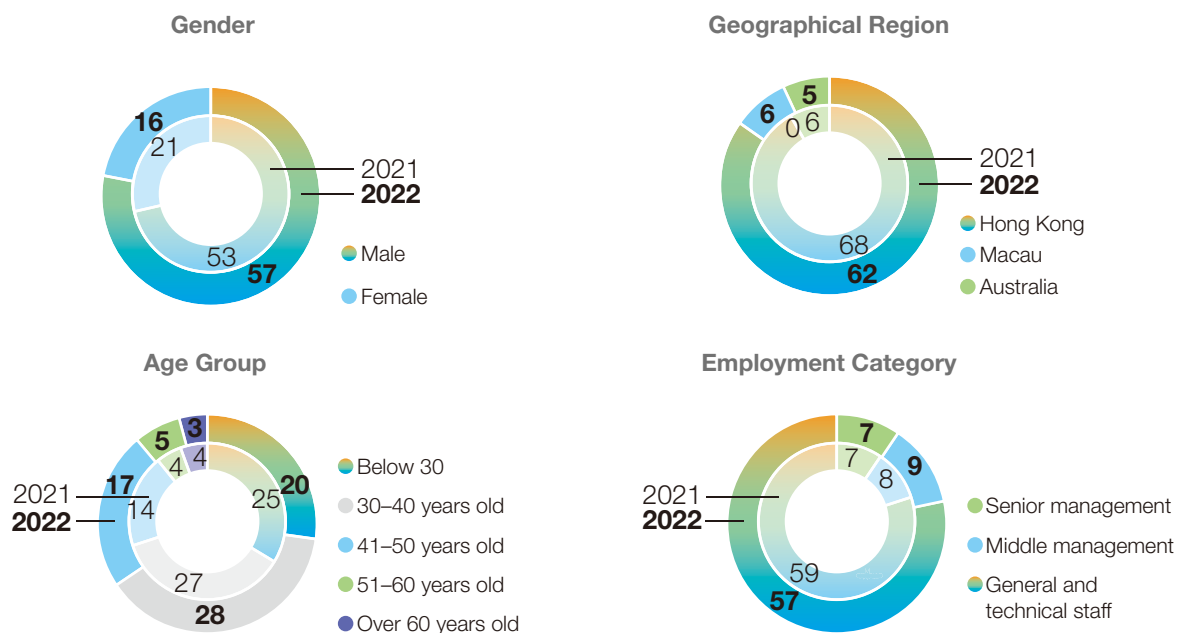 Gender
16
21
53
57
2021
2022
Male
Female
Geographical Region
6
5
0
6
68
62
2021
2022
Hong Kong
Macau
Australia
Age Group
3
5
4
4
17
14
20
25
27
28
2021
2022
Below 30
30–40 years old
41–50 years old
51–60 years old
Over 60 years old
Employment Category
7
7
9
8
59
57
2021
2022
Senior management
Middle management
General and
technical staff